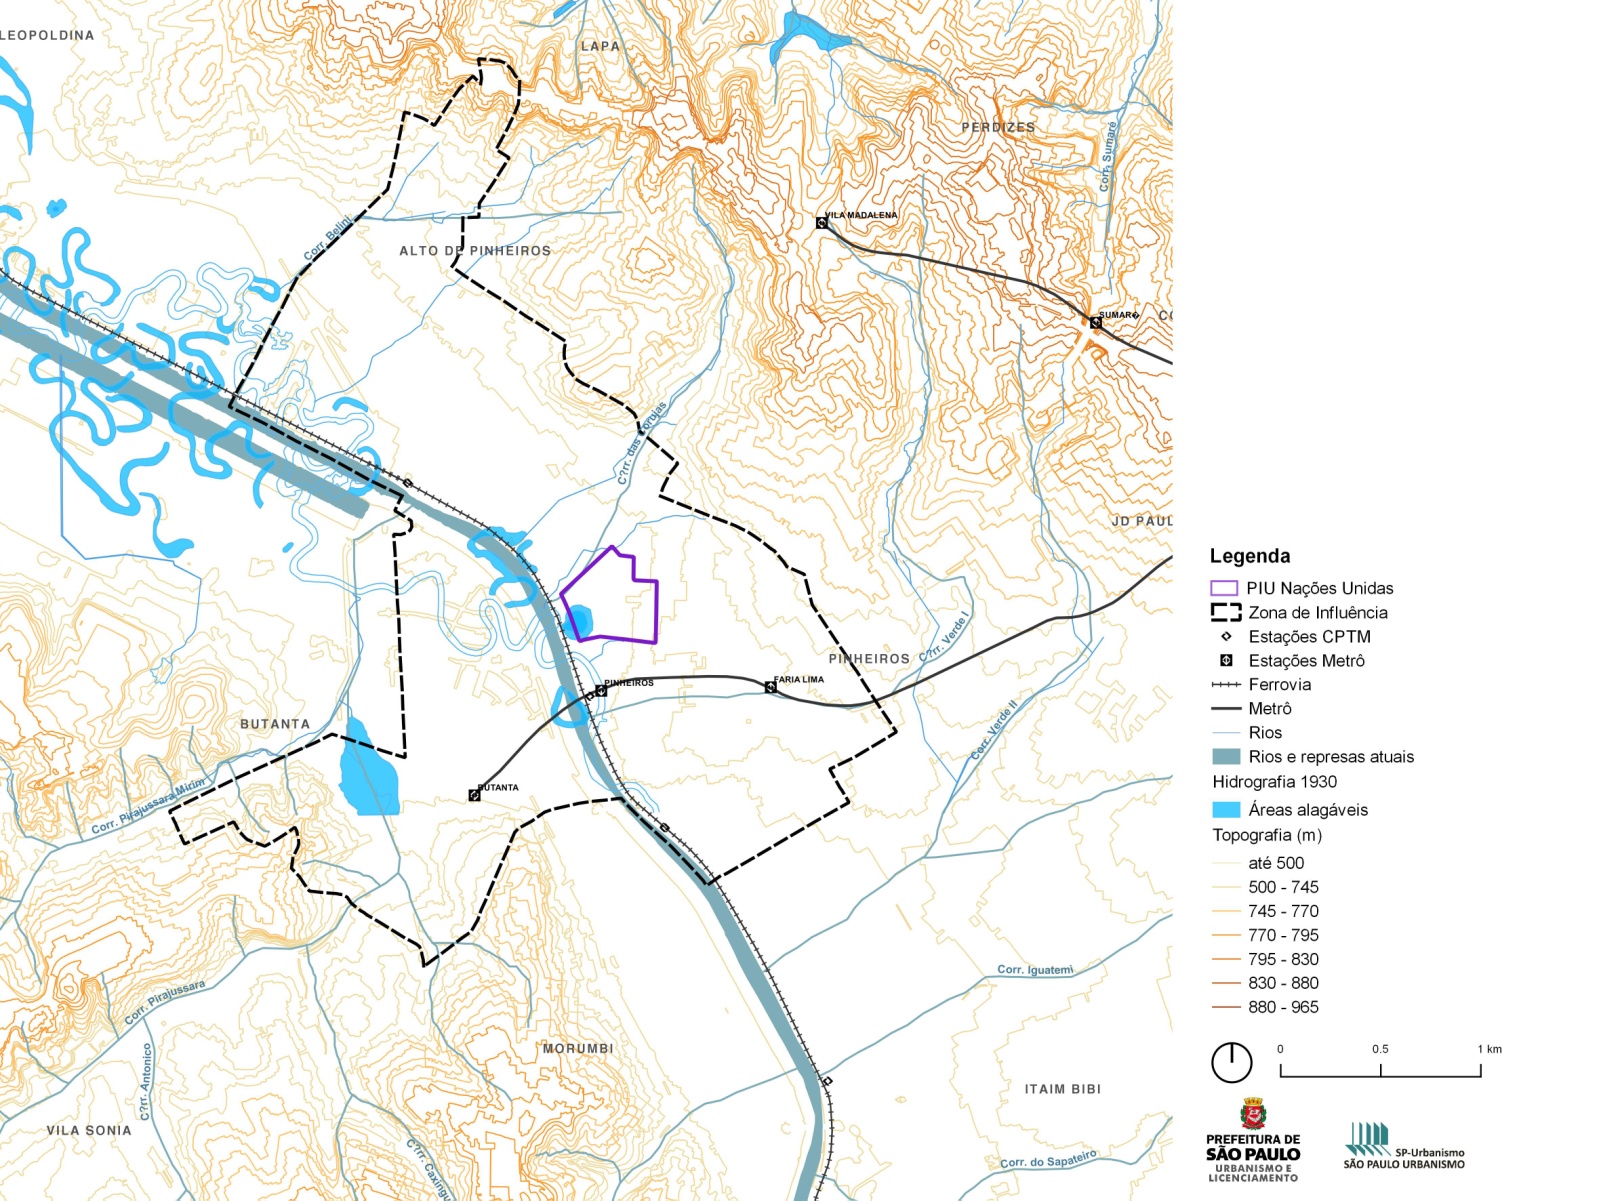 LEOPOLDINA
LAPA
PERDIZES
Corr. Sumaré
VILA MADALENA
Corr. Belini
ALTO DE PINHEIROS
SUMAR�
CO
C?rr. das Corujas
JD PAUL
C?rr. Verde I
PINHEIROS
PINHEIROS
FARIA LIMA
Corr. Verde II
BUTANTA
BUTANTA
Corr. Pirajussara Mirim
Corr. Iguatemi
Corr. Pirajussara
MORUMBI
C?rr. Antonico
ITAIM BIBI
VILA SONIA
C?rr. Caxingu
Corr. do Sapateiro
Legenda
PIU Nações Unidas
Zona de Influência
Estações CPTM
Estações Metrô
Ferrovia
Metrô
Rios
Rios e represas atuais
Hidrografia 1930
Áreas alagáveis
Topografia (m)
até 500
500 - 745
745 - 770
770 - 795
795 - 830
830 - 880
880 - 965
0 0.5 1 km
PREFEITURA DE
SÃO PAULO
URBANISMO E
LICENCIAMENTO
SP-Urbanismo
SÃO PAULO URBANISMO